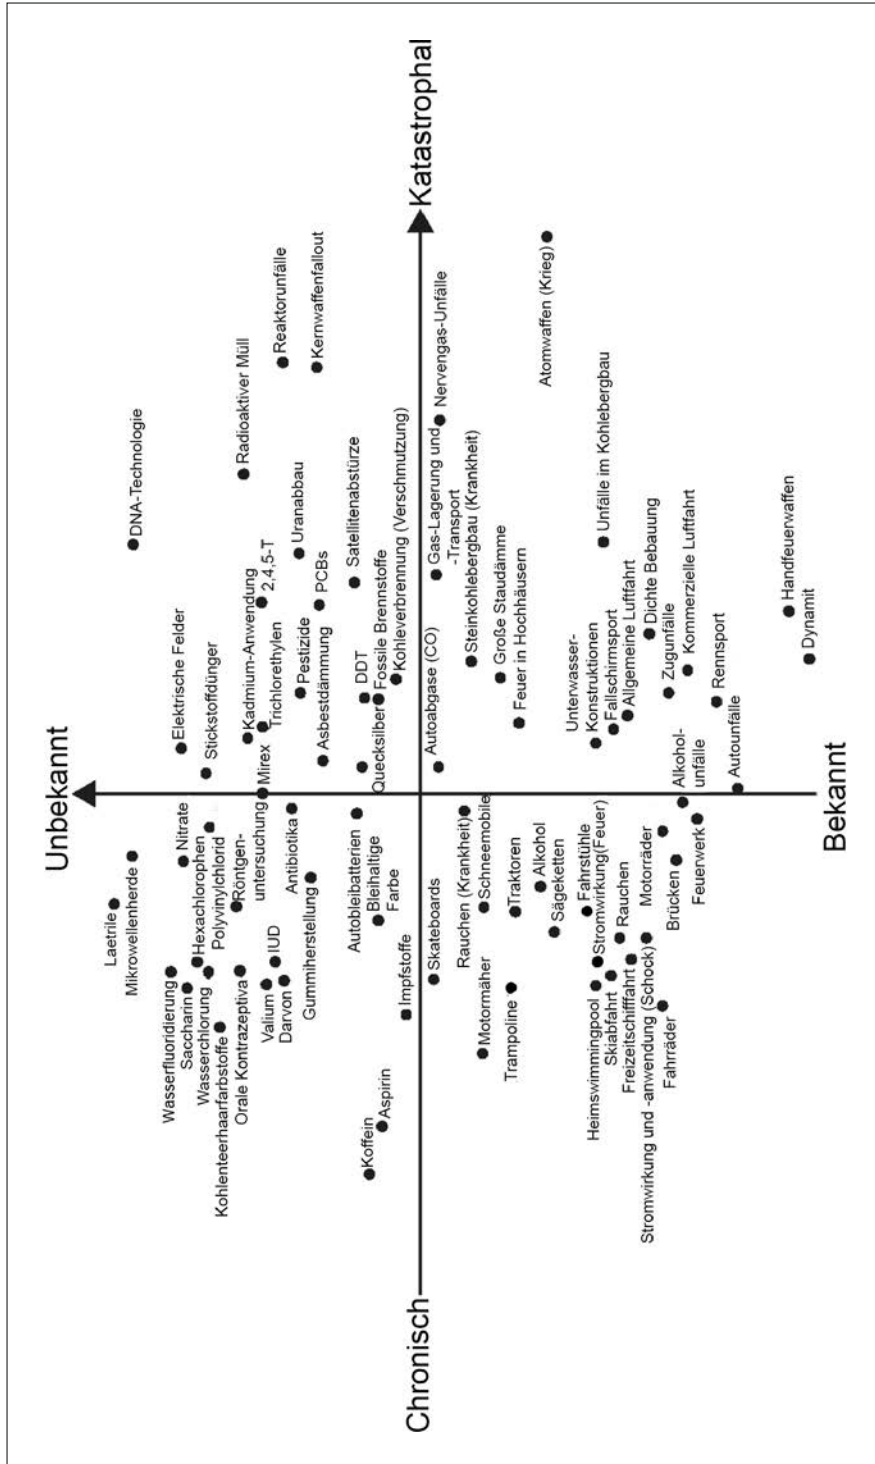 Unbekannt
Laetrile
Mikrowellenherde
DNA-Technologie
Wasserfluoridierung
Saccharin
Nitrate
Elektrische Felder
Hexachlorophen
Wasserchlorung
Polyvinylchlorid
Stickstoffdünger
Kohlenteerhaarfarbstoffe
Orale Kontrazeptiva
Röntgen-
untersuchung
Kadmium-Anwendung
Radioaktiver Müll
Mirex
Trichlorethylen
2,4,5-T
Valium
IUD
Darvon
Antibiotika
Pestizide
Uranabbau
Reaktorunfälle
Gummiherstellung
Asbestdämmung
PCBs
Kernwaffenfallout
Autobleibatterien
DDT
Satellitenabstürze
Koffein
Aspirin
Bleihaltige
Farbe
Quecksilber
Fossile Brennstoffe
Impfstoffe
Kohleverbrennung (Verschmutzung)
Chronisch
Katastrophal
Skateboards
Autoabgase (CO)
Gas-Lagerung und
-Transport
Nervengas-Unfälle
Rauchen (Krankheit)
Steinkohlebergbau (Krankheit)
Motormäher
Schneemobile
Große Staudämme
Trampoline
Traktoren
Feuer in Hochhäusern
Alkohol
Atomwaffen (Krieg)
Sägeketten
Fahrstühle
Unterwasser-
Konstruktionen
Heimswimmingpool
Stromwirkung(Feuer)
Unfälle im Kohlebergbau
Skiabfahrt
Rauchen
Fallschirmsport
Freizeitschifffahrt
Allgemeine Luftfahrt
Stromwirkung und -anwendung (Schock)
Motorräder
Dichte Bebauung
Fahrräder
Zugunfälle
Brücken
Alkohol-
unfälle
Kommerzielle Luftfahrt
Feuerwerk
Rennsport
Autounfälle
Handfeuerwaffen
Dynamit
Bekannt